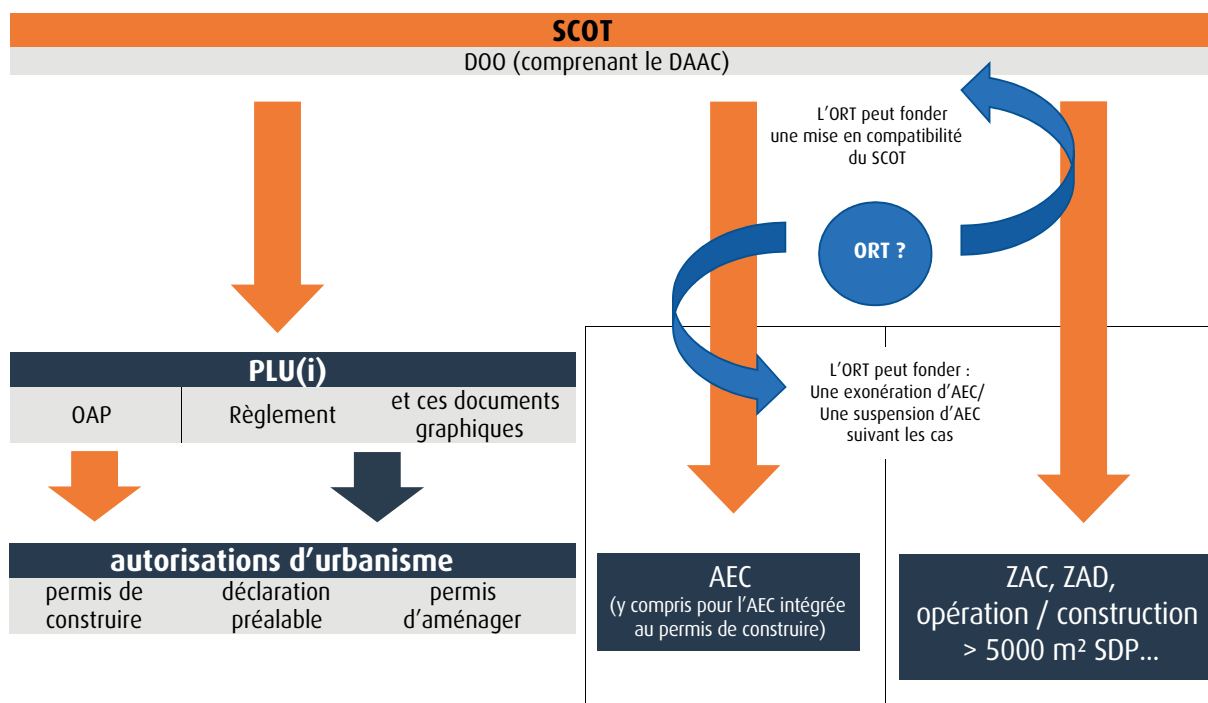 SCOT
DOO (comprenant le DAAC)
L'ORT peut fonder
une mise en compatibilité
du SCOT
ORT ?
PLU(i)
OAP
Règlement
et ces documents
graphiques
L'ORT peut fonder :
Une exonération d'AEC/
Une suspension d'AEC
suivant les cas
autorisations d'urbanisme
permis de
construire
déclaration
préalable
permis
d'aménager
AEC
(y compris pour l'AEC intégrée
au permis de construire)
ZAC, ZAD,
opération / construction
> 5000 m² SDP...